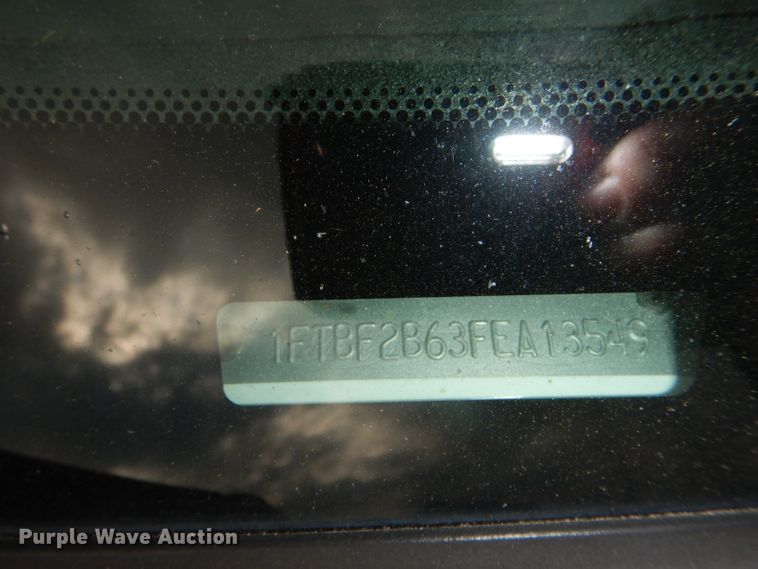 1FTBF2B63FEA13549
Purple Wave Auction